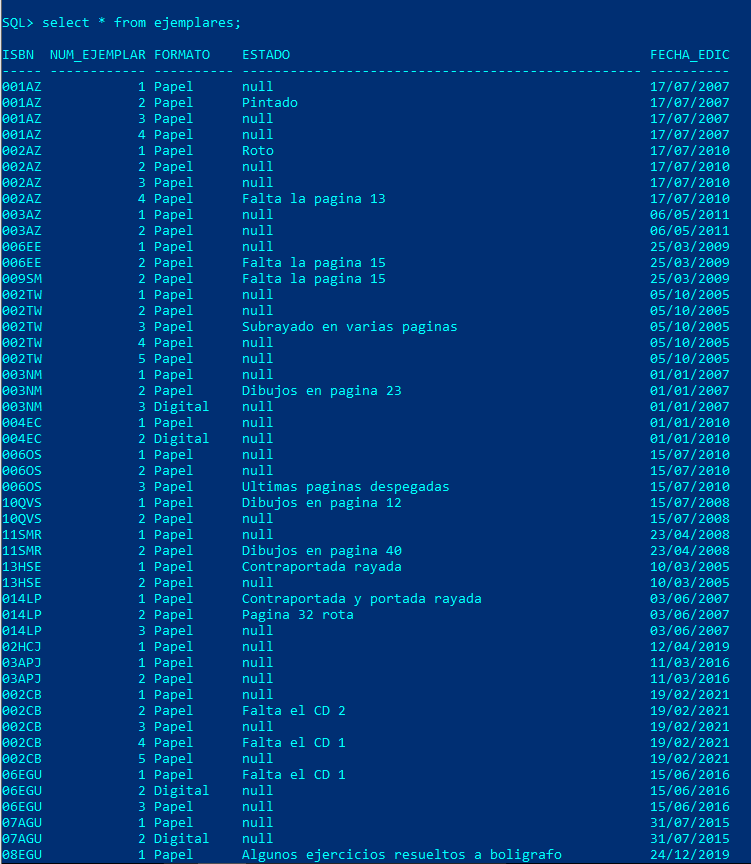 SQL> select * from ejemplares;
ISBN NUM_EJEMPLAR FORMATO ESTADO FECHA_EDIC
----- ------------ ---------- -------------------------------------------------- ----------
001AZ 1 Papel null 17/07/2007
001AZ 2 Papel Pintado 17/07/2007
001AZ 3 Papel null 17/07/2007
001AZ 4 Papel null 17/07/2007
002AZ 1 Papel Roto 17/07/2010
002AZ 2 Papel null 17/07/2010
002AZ 3 Papel null 17/07/2010
002AZ 4 Papel Falta la pagina 13 17/07/2010
003AZ 1 Papel null 06/05/2011
003AZ 2 Papel null 06/05/2011
006EE 1 Papel null 25/03/2009
006EE 2 Papel Falta la pagina 15 25/03/2009
009SM 2 Papel Falta la pagina 15 25/03/2009
002TW 1 Papel null 05/10/2005
002TW 2 Papel null 05/10/2005
002TW 3 Papel Subrayado en varias paginas 05/10/2005
002TW 4 Papel null 05/10/2005
002TW 5 Papel null 05/10/2005
003NM 1 Papel null 01/01/2007
003NM 2 Papel Dibujos en pagina 23 01/01/2007
003NM 3 Digital null 01/01/2007
004EC 1 Papel null 01/01/2010
004EC 2 Digital null 01/01/2010
006OS 1 Papel null 15/07/2010
006OS 2 Papel null 15/07/2010
006OS 3 Papel Ultimas paginas despegadas 15/07/2010
10QVS 1 Papel Dibujos en pagina 12 15/07/2008
10QVS 2 Papel null 15/07/2008
11SMR 1 Papel null 23/04/2008
11SMR 2 Papel Dibujos en pagina 40 23/04/2008
13HSE 1 Papel Contraportada rayada 10/03/2005
13HSE 2 Papel null 10/03/2005
014LP 1 Papel Contraportada y portada rayada 03/06/2007
014LP 2 Papel Pagina 32 rota 03/06/2007
014LP 3 Papel null 03/06/2007
02HCJ 1 Papel null 12/04/2019
03APJ 1 Papel null 11/03/2016
03APJ 2 Papel null 11/03/2016
002CB 1 Papel null 19/02/2021
002CB 2 Papel Falta el CD 2 19/02/2021
002CB 3 Papel null 19/02/2021
002CB 4 Papel Falta el CD 1 19/02/2021
002CB 5 Papel null 19/02/2021
06EGU 1 Papel Falta el CD 1 15/06/2016
06EGU 2 Digital null 15/06/2016
06EGU 3 Papel null 15/06/2016
07AGU 1 Papel null 31/07/2015
07AGU 2 Digital null 31/07/2015
08EGU 1 Papel Algunos ejercicios resueltos a boligrafo 24/12/2019